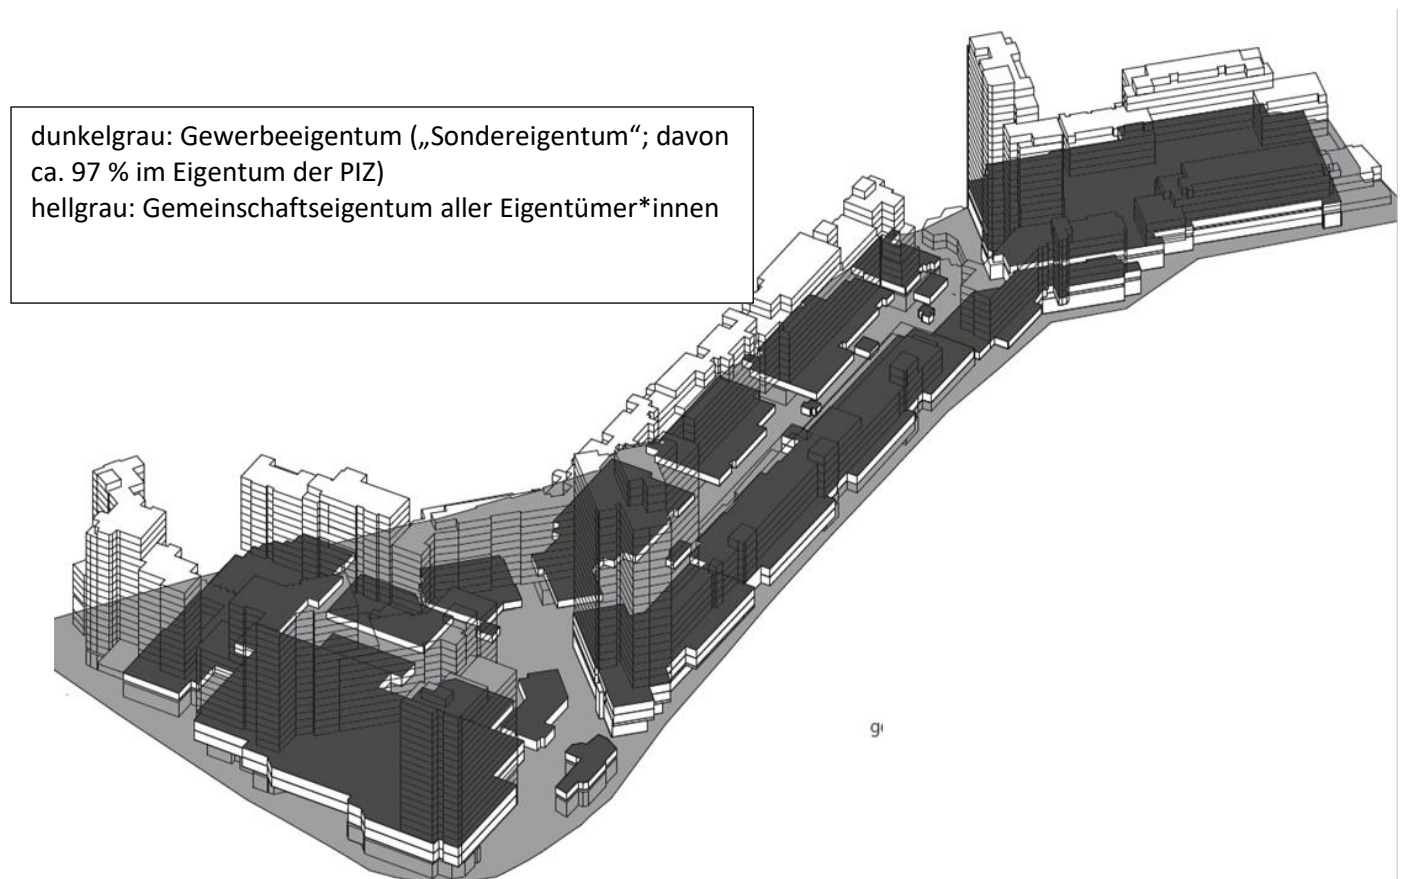 dunkelgrau: Gewerbeeigentum („Sondereigentum“; davon
ca. 97 % im Eigentum der PIZ)
hellgrau: Gemeinschaftseigentum aller Eigentümer*innen